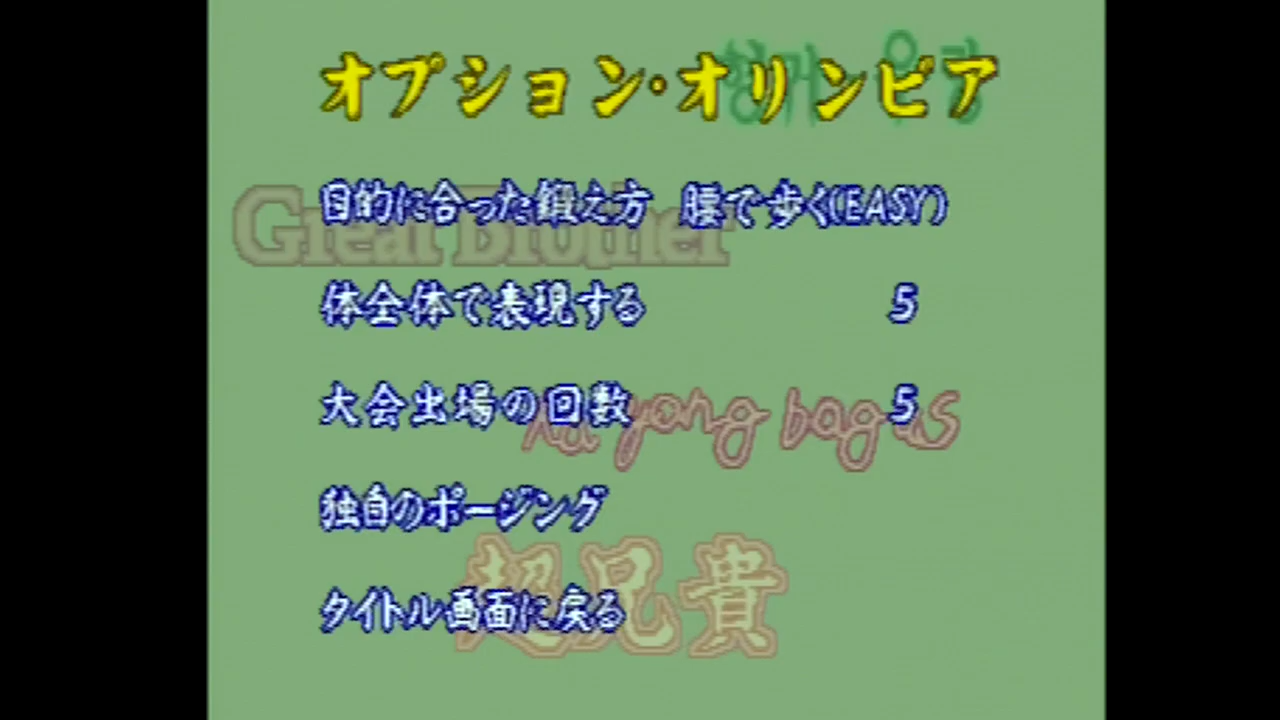 オプション・オリンピア
目的に合った鍛え方 腰で歩く(EASY)
Great Brother
体全体で表現する 5
大会出場の回数 5
yang bagus
独自のポージング
超兄貴
タイトル画面に戻る